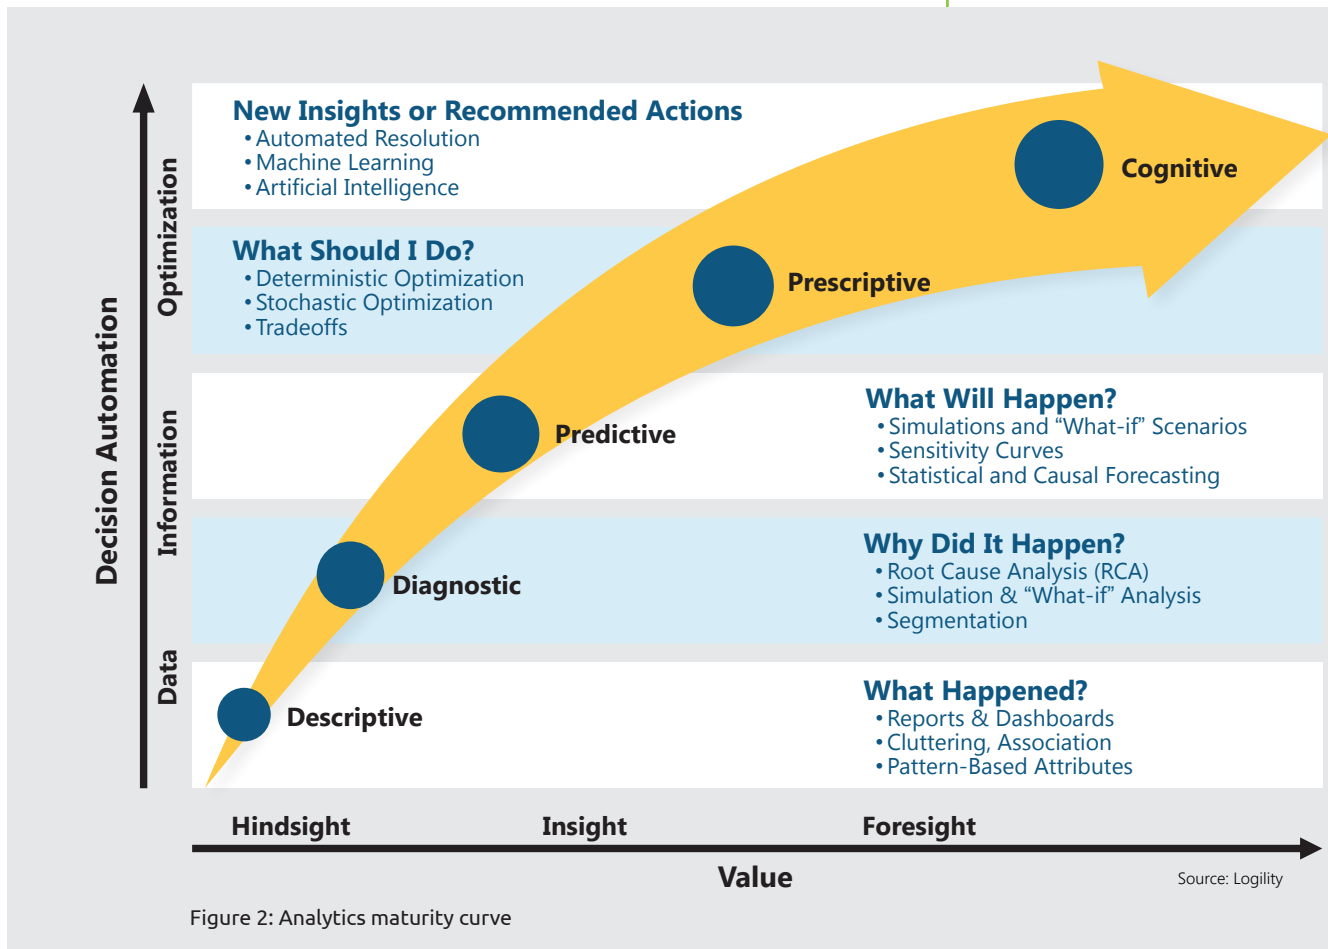 New Insights or Recommended Actions
• Automated Resolution
• Machine Learning
• Artificial Intelligence
Cognitive
What Should I Do?
• Deterministic Optimization
• Stochastic Optimization
• Tradeoffs
Prescriptive
What Will Happen?
• Simulations and “What-if” Scenarios
• Sensitivity Curves
• Statistical and Causal Forecasting
Predictive
Why Did It Happen?
• Root Cause Analysis (RCA)
• Simulation & “What-if” Analysis
• Segmentation
Diagnostic
What Happened?
• Reports & Dashboards
• Cluttering, Association
• Pattern-Based Attributes
Descriptive
Decision Automation
Optimization
Information
Data
Hindsight
Insight
Foresight
Value
Source: Logility
Figure 2: Analytics maturity curve